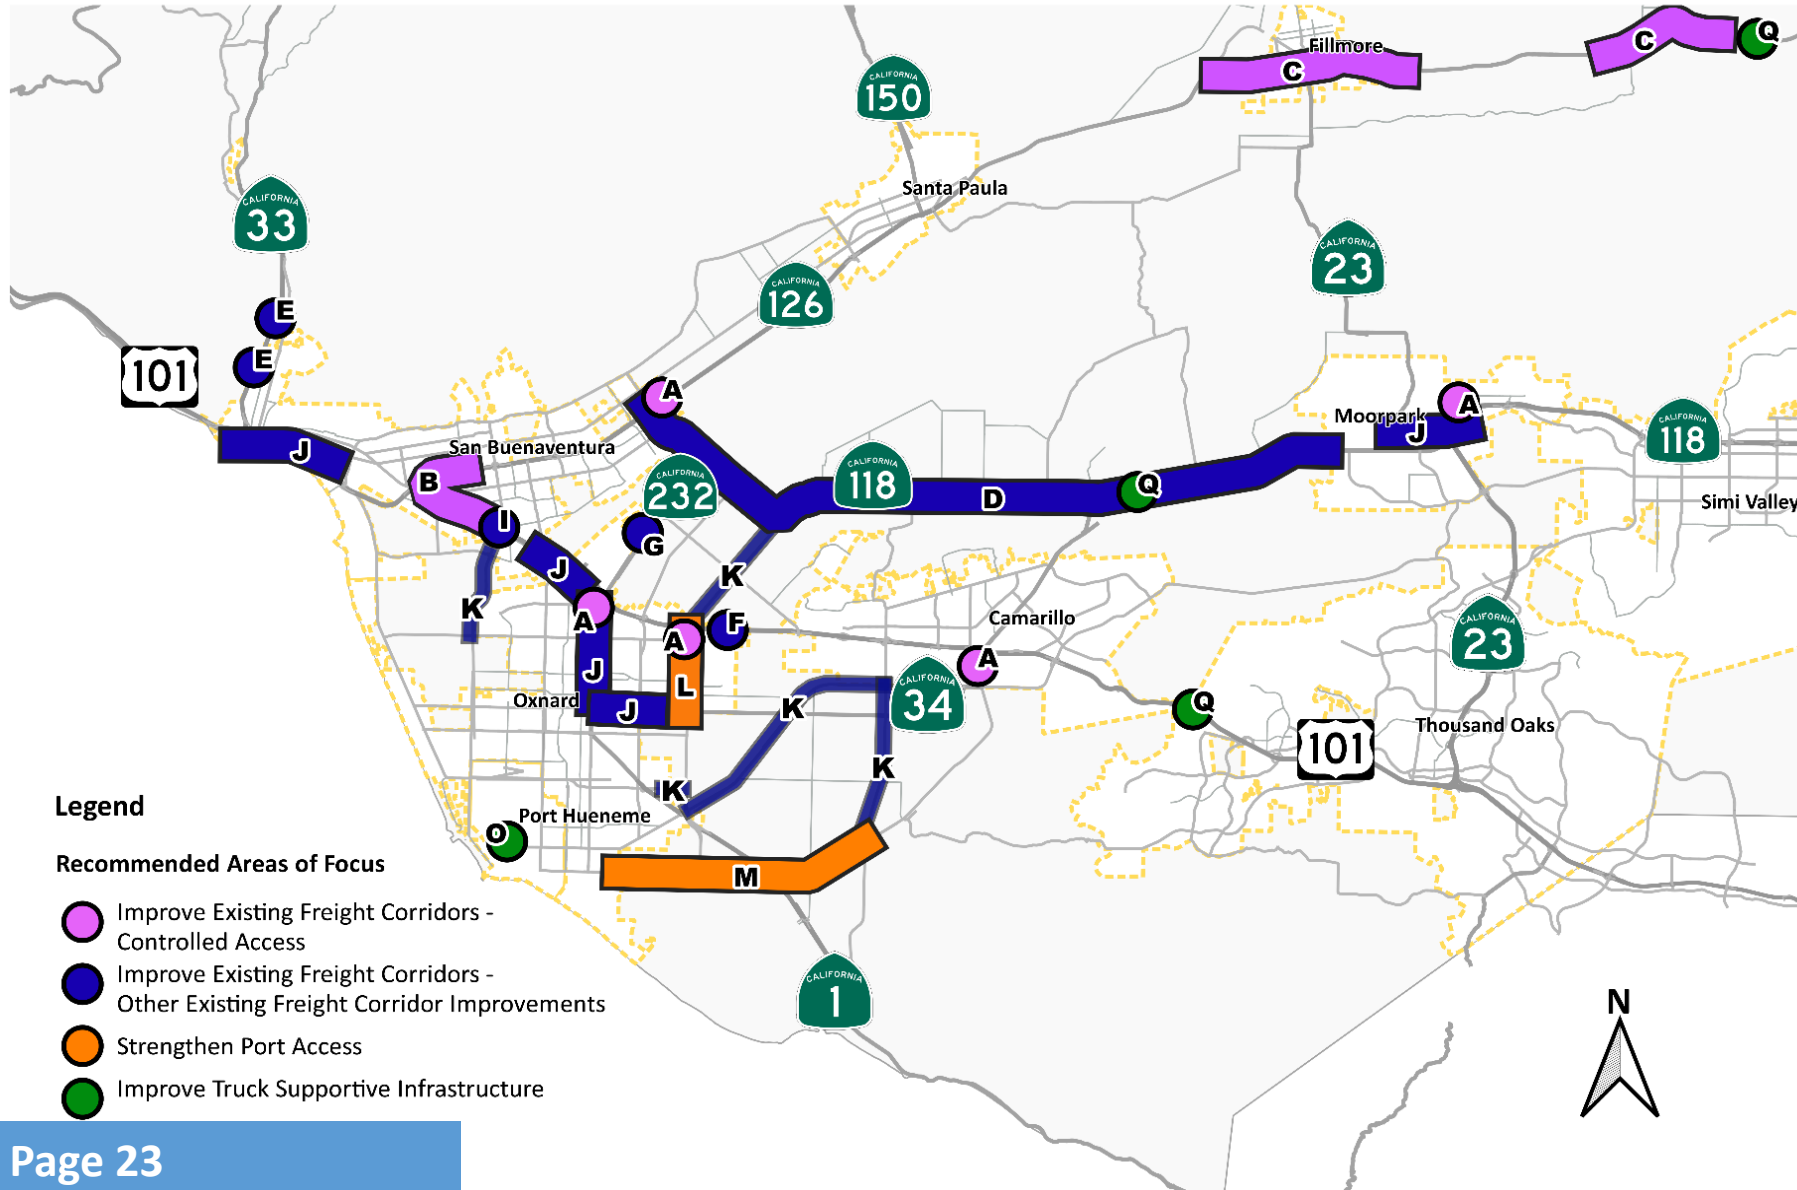 Fillmore
C
C
Q
CALIFORNIA
150
Santa Paula
CALIFORNIA
33
CALIFORNIA
23
CALIFORNIA
126
E
E
101
A
A
Moorpark
J
CALIFORNIA
118
Simi Valley
San Buenaventura
J
B
CALIFORNIA
232
CALIFORNIA
118
D
Q
I
G
J
K
K
A
A
F
Camarillo
A
J
L
Oxnard
J
K
CALIFORNIA
34
Q
CALIFORNIA
23
101
Thousand Oaks
K
K
Port Hueneme
O
M
CALIFORNIA
1
N
Legend
Recommended Areas of Focus
Improve Existing Freight Corridors -
Controlled Access
Improve Existing Freight Corridors -
Other Existing Freight Corridor Improvements
Strengthen Port Access
Improve Truck Supportive Infrastructure
Page 23